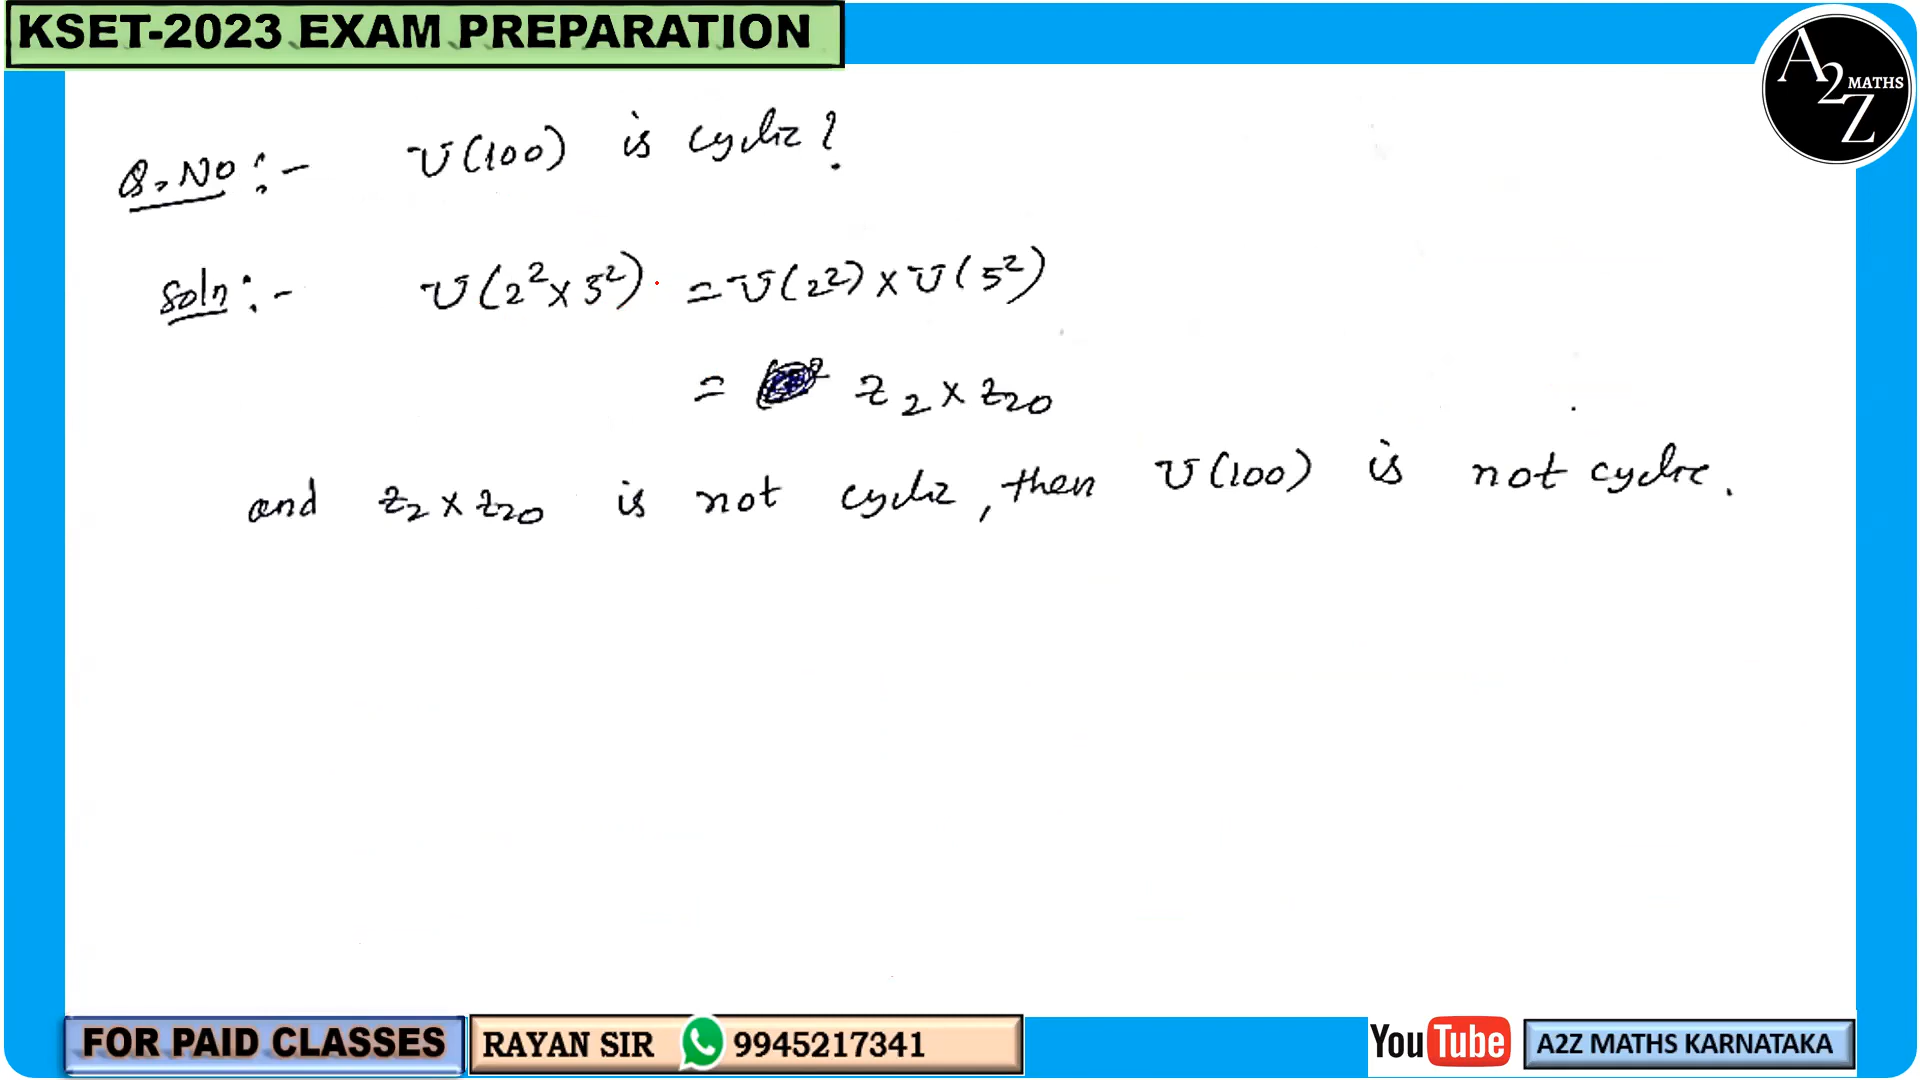 KSET-2023 EXAM PREPARATION
A2Z MATHS
Q.NO:- U(100) is cyclic?
Soln:- U(2²×5²) = U(2²)×U(5²)
= Z₂×Z₂₀
and Z₂×Z₂₀ is not cyclic, then U(100) is not cyclic.
FOR PAID CLASSES
RAYAN SIR 9945217341
YouTube
A2Z MATHS KARNATAKA